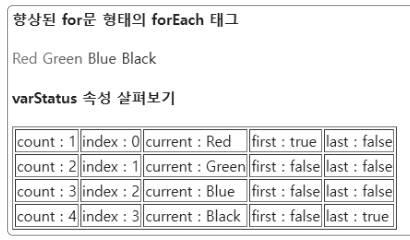 향상된 for문 형태의 forEach 태그
Red Green Blue Black
varStatus 속성 살펴보기
count : 1 index : 0 current : Red first : true last : false
count : 2 index : 1 current : Green first : false last : false
count : 3 index : 2 current : Blue first : false last : false
count : 4 index : 3 current : Black first : false last : true